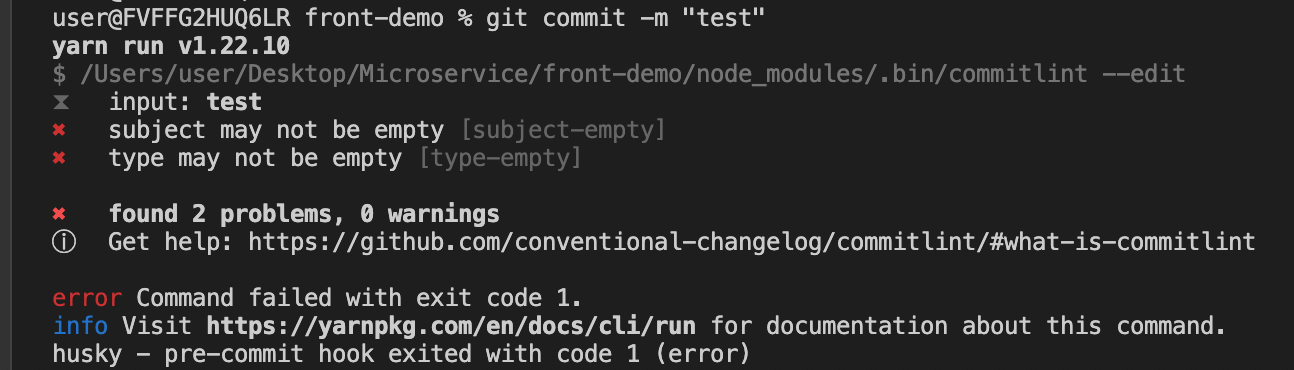 user@FVFFG2HUQ6LR front-demo % git commit -m "test"
yarn run v1.22.10
$ /Users/user/Desktop/Microservice/front-demo/node_modules/.bin/commitlint --edit
⧗   input: test
✖   subject may not be empty [subject-empty]
✖   type may not be empty [type-empty]
✖   found 2 problems, 0 warnings
ⓘ   Get help: https://github.com/conventional-changelog/commitlint/#what-is-commitlint
error Command failed with exit code 1.
info Visit https://yarnpkg.com/en/docs/cli/run for documentation about this command.
husky - pre-commit hook exited with code 1 (error)